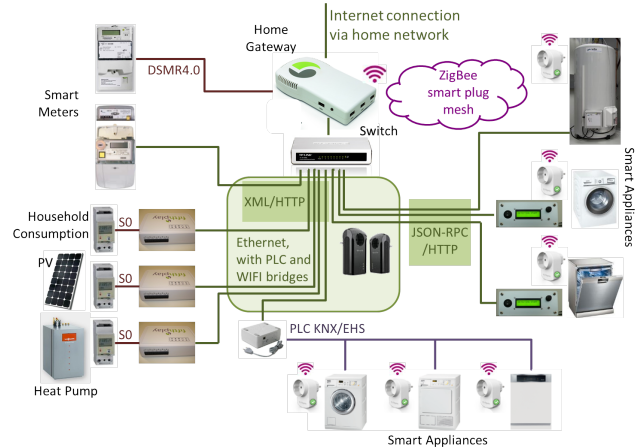 Internet connection
via home network
Home
Gateway
DSMR4.0
ZigBee
smart plug
mesh
Smart
Meters
Switch
Smart Appliances
XML/HTTP
Household
Consumption
S0
JSON-RPC
/HTTP
Ethernet,
with PLC and
WIFI bridges
PV
S0
S0
PLC KNX/EHS
Heat Pump
Smart Appliances